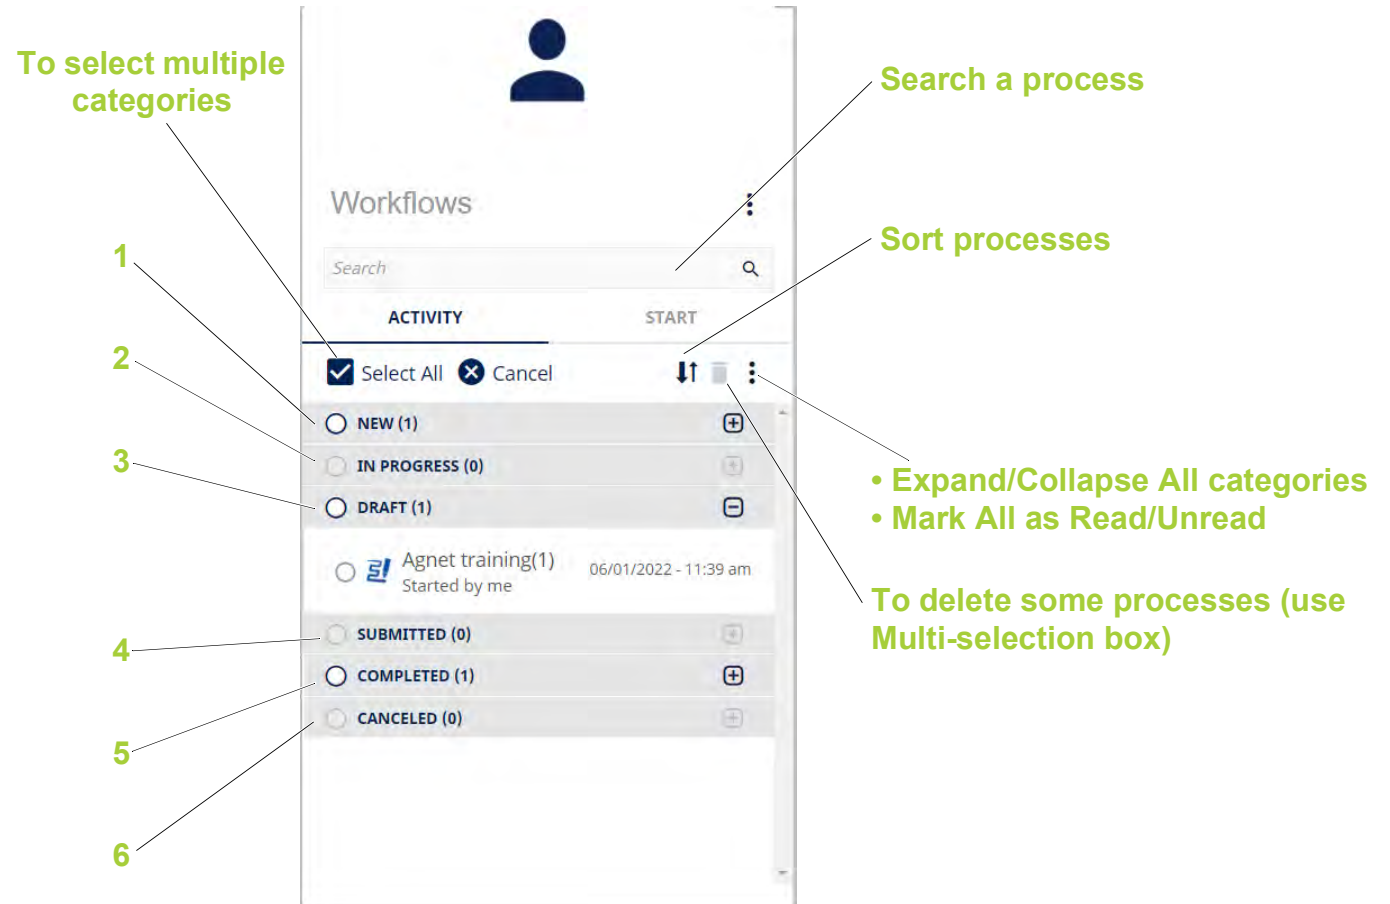 To select multiple
categories
Search a process
Workflows
Sort processes
1
Search
ACTIVITY
START
2
Select All
Cancel
NEW (1)
3
IN PROGRESS (0)
• Expand/Collapse All categories
• Mark All as Read/Unread
DRAFT (1)
Agnet training(1)
06/01/2022 - 11:39 am
Started by me
To delete some processes (use
Multi-selection box)
4
SUBMITTED (0)
COMPLETED (1)
CANCELED (0)
5
6